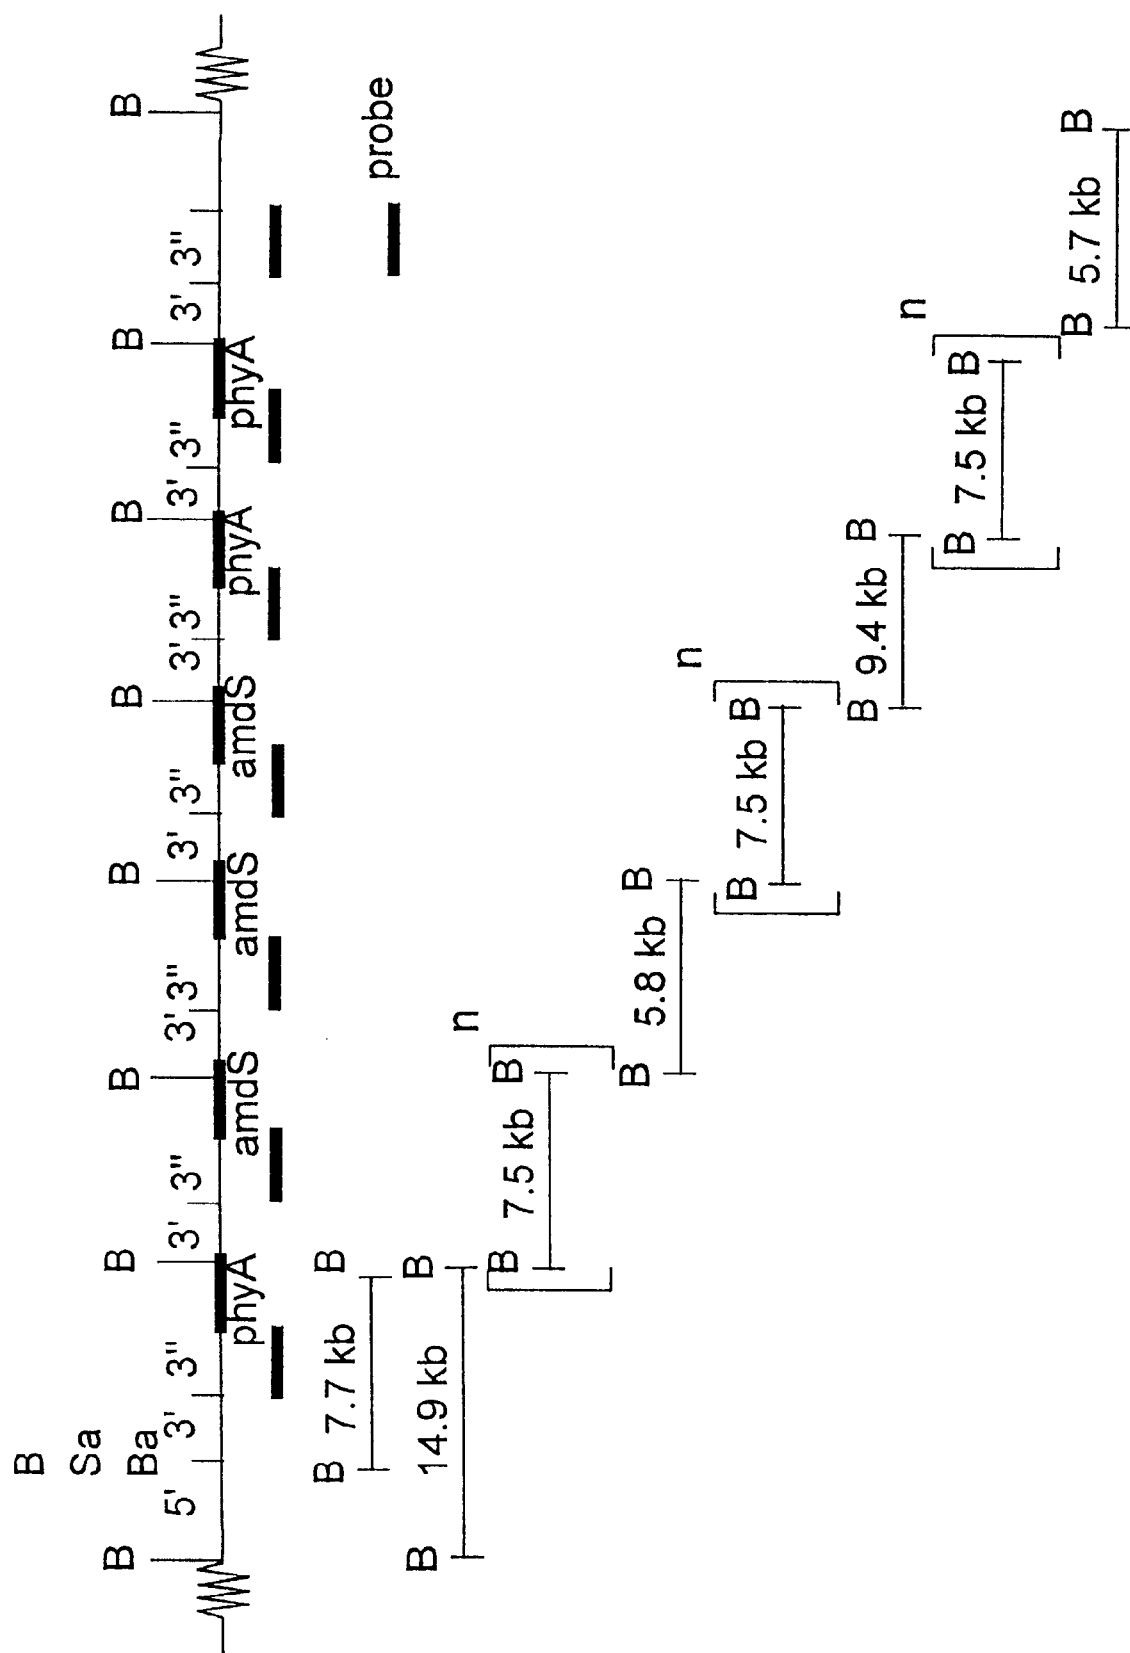 B
Sa
B B B B B B B B
Ba
5' 3' 3" 3' 3" 3' 3" 3' 3" 3' 3" 3' 3" 3' 3"
phyA amdS amdS amdS phyA phyA
B 7.7 kb B
probe
B 14.9 kb B
n
B 7.5 kb B
B 5.8 kb B
n
B 7.5 kb B
B 9.4 kb B
n
B 7.5 kb B
B 5.7 kb B